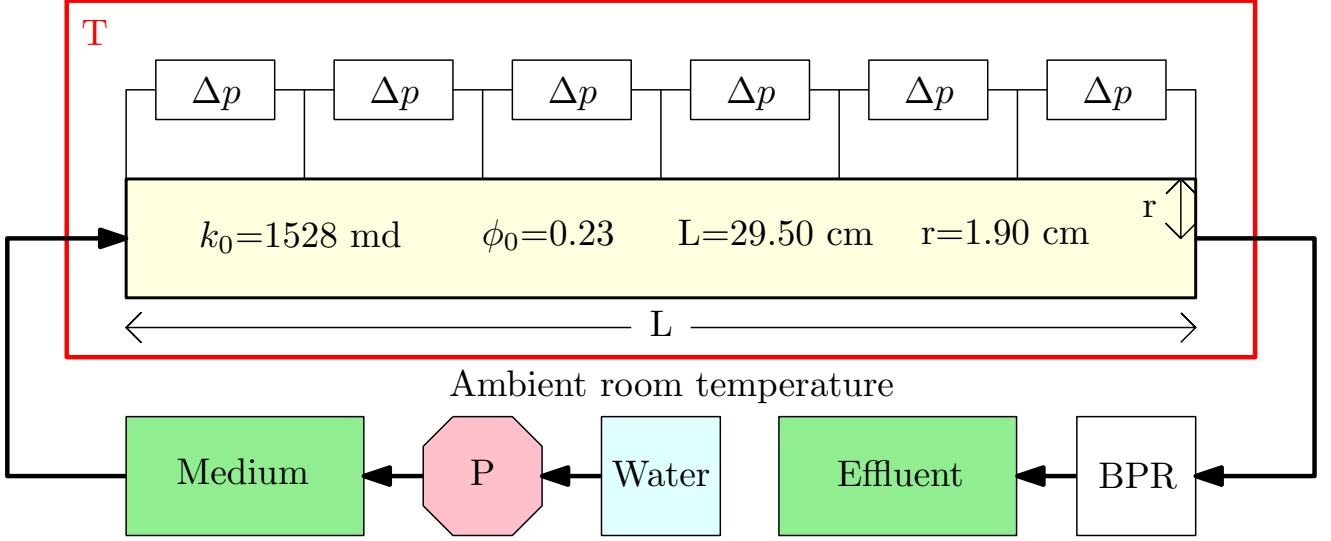 T
Δp Δp Δp Δp Δp Δp
k₀=1528 md ϕ₀=0.23 L=29.50 cm r=1.90 cm r
L
Ambient room temperature
Medium P Water Effluent BPR